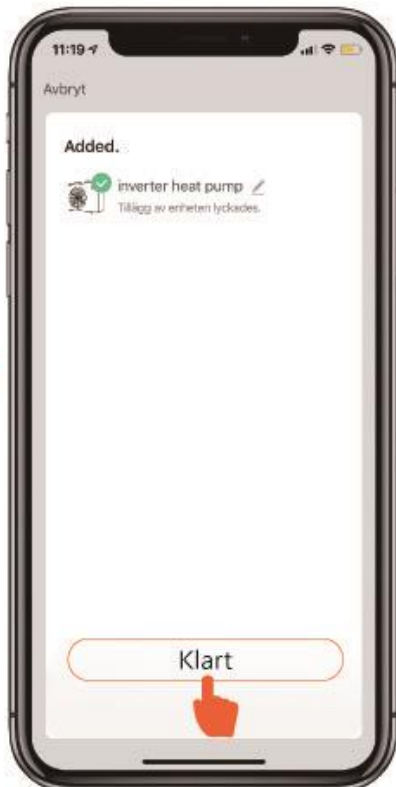 11:19
Avbryt
Added.
inverter heat pump
Tillägg av enheten lyckades.
Klart